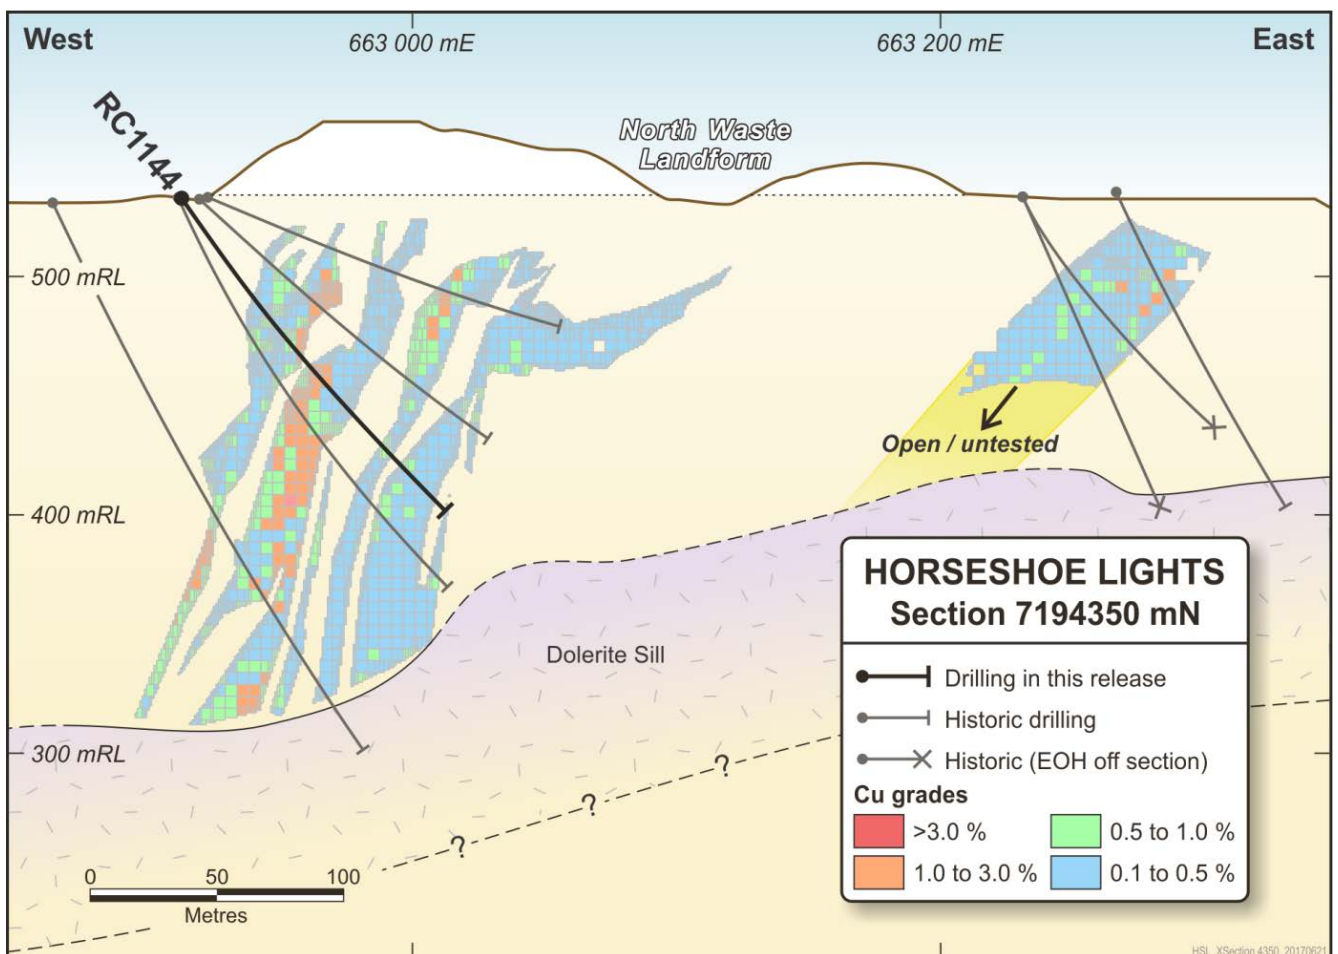 West
663 000 mE
663 200 mE
East
RC1144
North Waste
Landform
500 mRL
Open / untested
400 mRL
HORSESHOE LIGHTS
Section 7194350 mN
Dolerite Sill
Drilling in this release
Historic drilling
300 mRL
Historic (EOH off section)
?
?
?
Cu grades
>3.0 %
0.5 to 1.0 %
1.0 to 3.0 %
0.1 to 0.5 %
0 50 100
Metres
HSL_XSection 4350_20170621